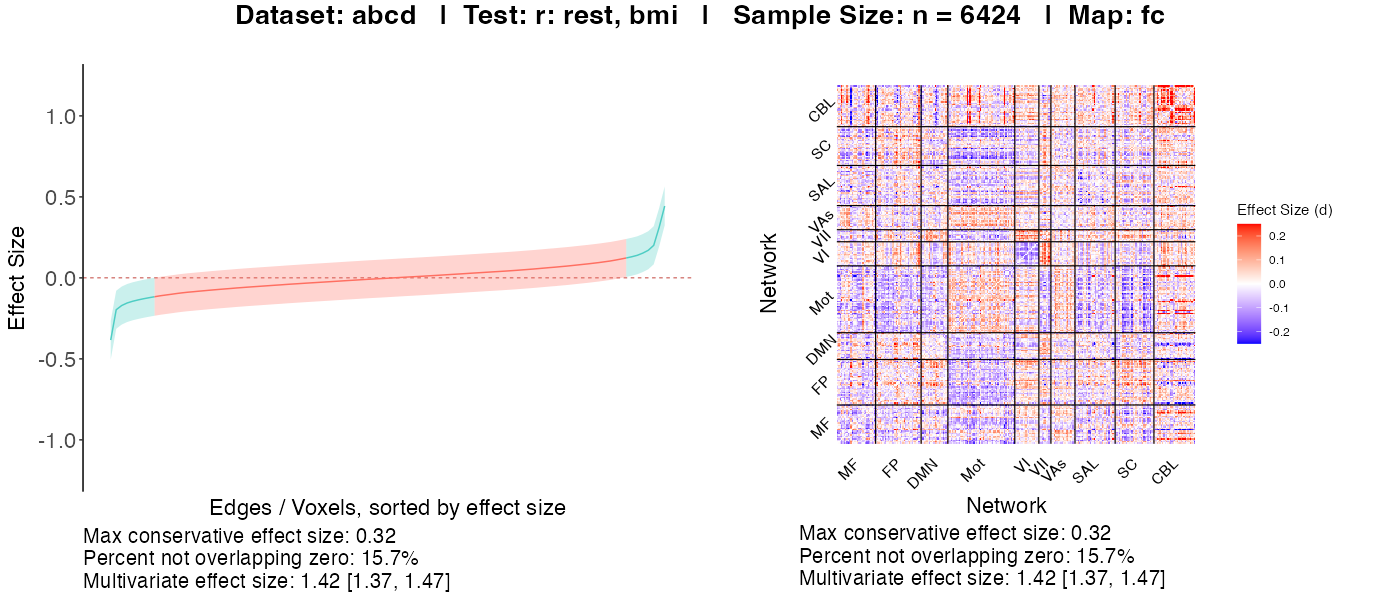 Dataset: abcd | Test: r: rest, bmi | Sample Size: n = 6424 | Map: fc
Effect Size
1.0
0.5
0.0
-0.5
-1.0
Edges / Voxels, sorted by effect size
Max conservative effect size: 0.32
Percent not overlapping zero: 15.7%
Multivariate effect size: 1.42 [1.37, 1.47]
Network
CBL
SC
SAL
VAs
VII
VI
Mot
DMN
FP
MF
MF
FP
DMN
Mot
VI
VII
VAs
SAL
SC
CBL
Network
Max conservative effect size: 0.32
Percent not overlapping zero: 15.7%
Multivariate effect size: 1.42 [1.37, 1.47]
Effect Size (d)
0.2
0.1
0.0
-0.1
-0.2